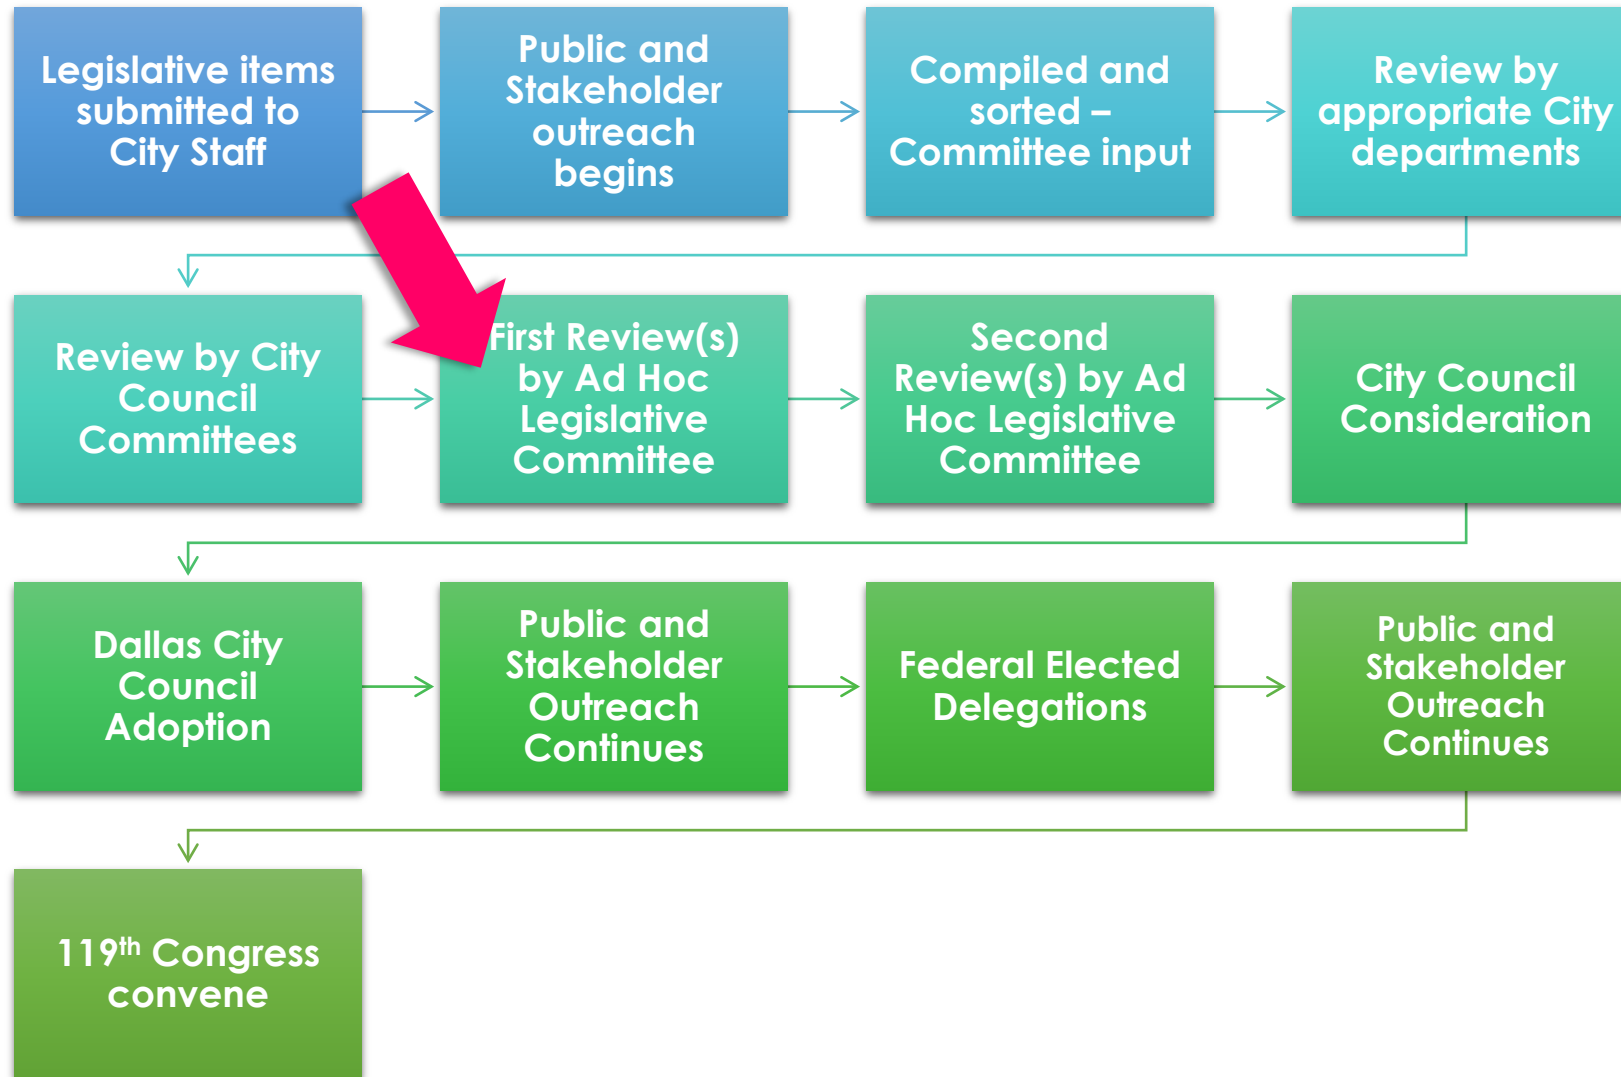 Legislative items
submitted to
City Staff
Public and
Stakeholder
outreach
begins
Compiled and
sorted –
Committee input
Review by
appropriate City
departments
Review by City
Council
Committees
First Review(s)
by Ad Hoc
Legislative
Committee
Second
Review(s) by Ad
Hoc Legislative
Committee
City Council
Consideration
Dallas City
Council
Adoption
Public and
Stakeholder
Outreach
Continues
Federal Elected
Delegations
Public and
Stakeholder
Outreach
Continues
119th Congress
convene